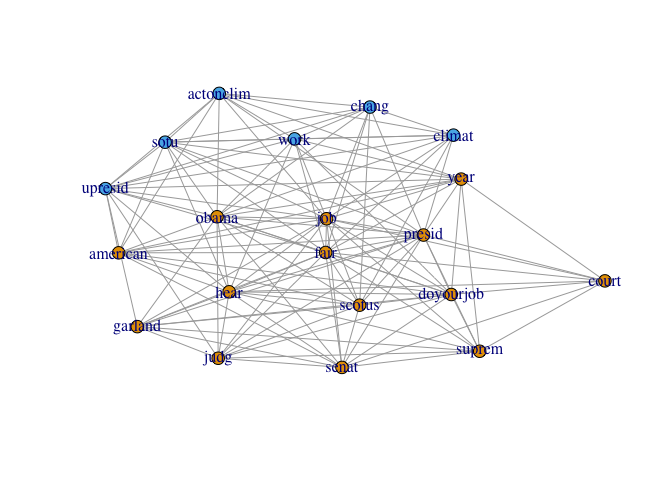 actonclim
chang
climat
sotu
work
year
upresid
obama
job
presid
american
fair
court
hear
doyourjob
scotus
garland
suprem
judg
senat